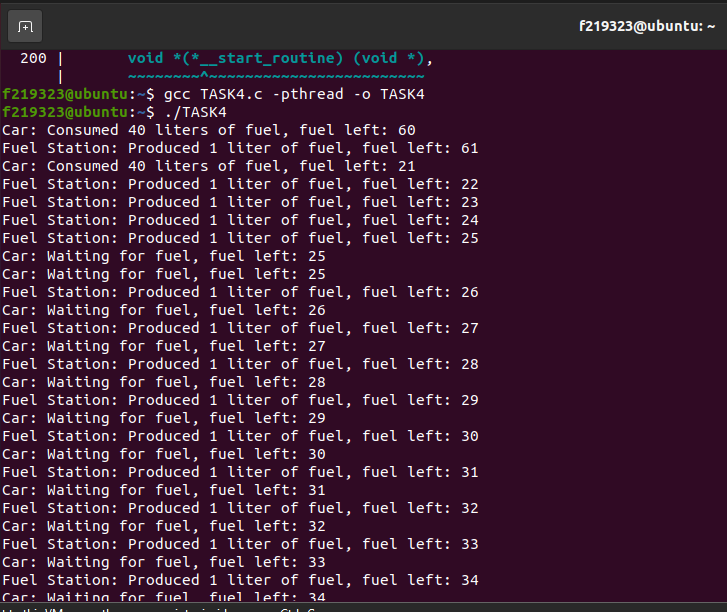 f219323@ubuntu: ~
200 |        void *(*__start_routine) (void *),
    |        ~~~~~~~~^~~~~~~~~~~~~~~~~~~~~~~~~
f219323@ubuntu:~$ gcc TASK4.c -pthread -o TASK4
f219323@ubuntu:~$ ./TASK4
Car: Consumed 40 liters of fuel, fuel left: 60
Fuel Station: Produced 1 liter of fuel, fuel left: 61
Car: Consumed 40 liters of fuel, fuel left: 21
Fuel Station: Produced 1 liter of fuel, fuel left: 22
Fuel Station: Produced 1 liter of fuel, fuel left: 23
Fuel Station: Produced 1 liter of fuel, fuel left: 24
Fuel Station: Produced 1 liter of fuel, fuel left: 25
Car: Waiting for fuel, fuel left: 25
Car: Waiting for fuel, fuel left: 25
Fuel Station: Produced 1 liter of fuel, fuel left: 26
Car: Waiting for fuel, fuel left: 26
Fuel Station: Produced 1 liter of fuel, fuel left: 27
Car: Waiting for fuel, fuel left: 27
Fuel Station: Produced 1 liter of fuel, fuel left: 28
Car: Waiting for fuel, fuel left: 28
Fuel Station: Produced 1 liter of fuel, fuel left: 29
Car: Waiting for fuel, fuel left: 29
Fuel Station: Produced 1 liter of fuel, fuel left: 30
Car: Waiting for fuel, fuel left: 30
Fuel Station: Produced 1 liter of fuel, fuel left: 31
Car: Waiting for fuel, fuel left: 31
Fuel Station: Produced 1 liter of fuel, fuel left: 32
Car: Waiting for fuel, fuel left: 32
Fuel Station: Produced 1 liter of fuel, fuel left: 33
Car: Waiting for fuel, fuel left: 33
Fuel Station: Produced 1 liter of fuel, fuel left: 34
Car: Waiting for fuel, fuel left: 34